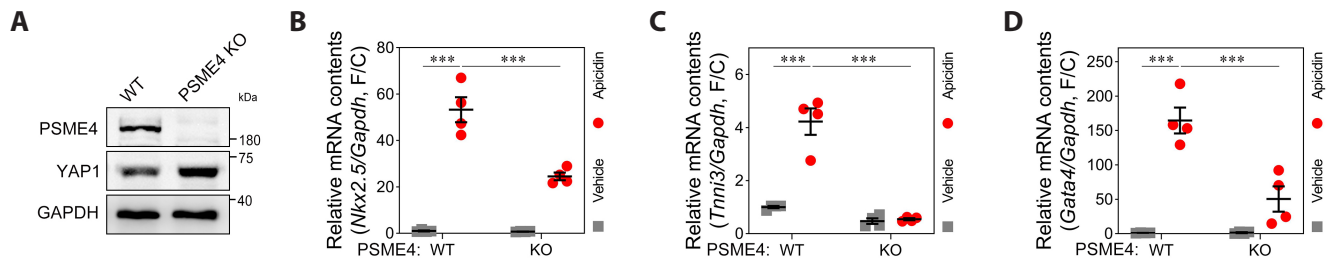 A
WT
PSME4 KO
kDa
PSME4
180
YAP1
75
GAPDH
40
B
Relative mRNA contents
(Nkx2.5/Gapdh, F/C)
80
60
40
20
0
***
***
PSME4: WT
KO
Apicidin
Vehicle
C
Relative mRNA contents
(Tnni3/Gapdh, F/C)
6
4
2
0
***
***
PSME4: WT
KO
Apicidin
Vehicle
D
Relative mRNA contents
(Gata4/Gapdh, F/C)
250
200
150
100
50
0
***
***
PSME4: WT
KO
Apicidin
Vehicle